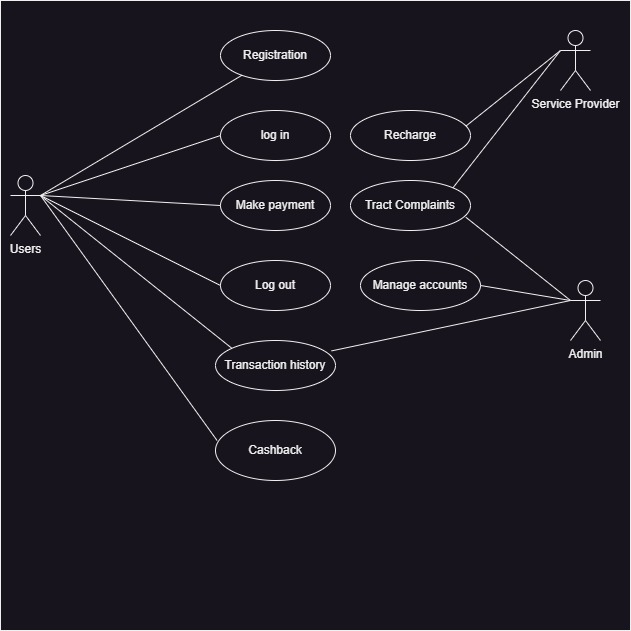 Registration
Service Provider
log in
Recharge
Make payment
Tract Complaints
Users
Log out
Manage accounts
Admin
Transaction history
Cashback